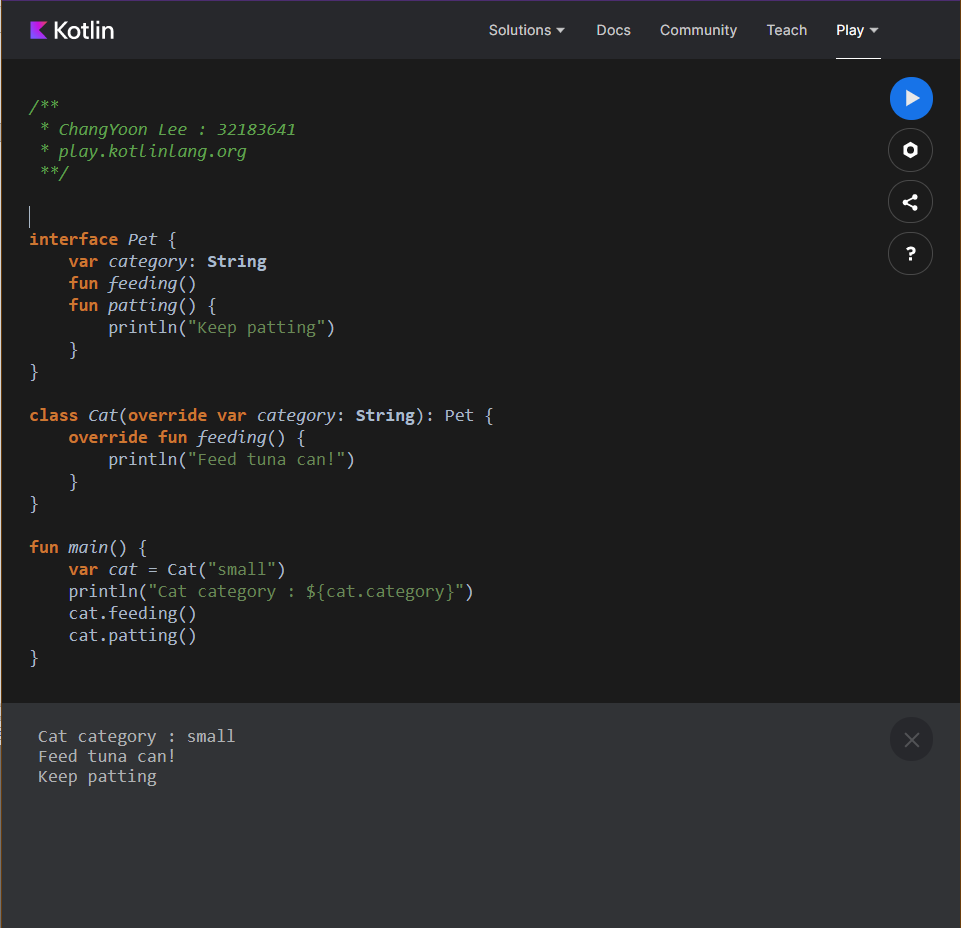 Kotlin Solutions Docs Community Teach Play
/**
 * ChangYoon Lee : 32183641
 * play.kotlinlang.org
 **/
interface Pet {
    var category: String
    fun feeding()
    fun patting() {
        println("Keep patting")
    }
}
class Cat(override var category: String): Pet {
    override fun feeding() {
        println("Feed tuna can!")
    }
}
fun main() {
    var cat = Cat("small")
    println("Cat category : ${cat.category}")
    cat.feeding()
    cat.patting()
}
?
Cat category : small
Feed tuna can!
Keep patting